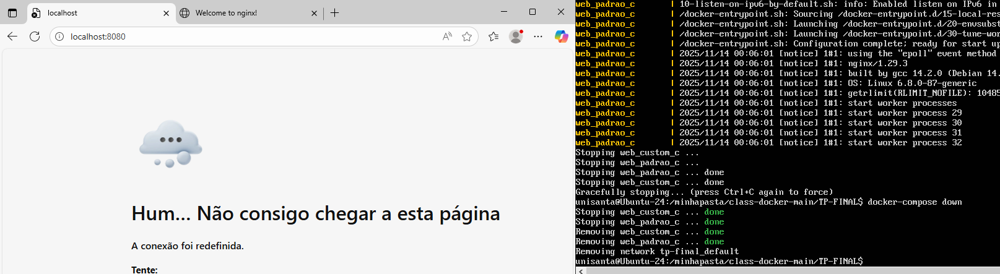 localhost
Welcome to nginx!
localhost:8080
Hum... Não consigo chegar a esta página
A conexão foi redefinida.
Tente:
web_padrao_c | 10-listen-on-ipv6-by-default.sh: info: Enabled listen on IPv6 in
web_padrao_c | /docker-entrypoint.sh: Sourcing /docker-entrypoint.d/15-local-res
web_padrao_c | /docker-entrypoint.sh: Launching /docker-entrypoint.d/20-envsubst
web_padrao_c | /docker-entrypoint.sh: Launching /docker-entrypoint.d/30-tune-wor
web_padrao_c | /docker-entrypoint.sh: Configuration complete; ready for start up
web_padrao_c | 2025/11/14 00:06:01 [notice] 1#1: using the "epoll" event method
web_padrao_c | 2025/11/14 00:06:01 [notice] 1#1: nginx/1.29.3
web_padrao_c | 2025/11/14 00:06:01 [notice] 1#1: built by gcc 14.2.0 (Debian 14.
web_padrao_c | 2025/11/14 00:06:01 [notice] 1#1: OS: Linux 6.8.0-87-generic
web_padrao_c | 2025/11/14 00:06:01 [notice] 1#1: getrlimit(RLIMIT_NOFILE): 10485
web_padrao_c | 2025/11/14 00:06:01 [notice] 1#1: start worker processes
web_padrao_c | 2025/11/14 00:06:01 [notice] 1#1: start worker process 29
web_padrao_c | 2025/11/14 00:06:01 [notice] 1#1: start worker process 30
web_padrao_c | 2025/11/14 00:06:01 [notice] 1#1: start worker process 31
web_padrao_c | 2025/11/14 00:06:01 [notice] 1#1: start worker process 32
Stopping web_custom_c ...
Stopping web_padrao_c ...
Stopping web_padrao_c ... done
Stopping web_custom_c ... done
Gracefully stopping... (press Ctrl+C again to force)
unisanta@Ubuntu-24:/minhapasta/class-docker-main/TP-FINAL$ docker-compose down
Stopping web_custom_c ... done
Stopping web_padrao_c ... done
Removing web_custom_c ... done
Removing web_padrao_c ... done
Removing network tp-final_default
unisanta@Ubuntu-24:/minhapasta/class-docker-main/TP-FINAL$